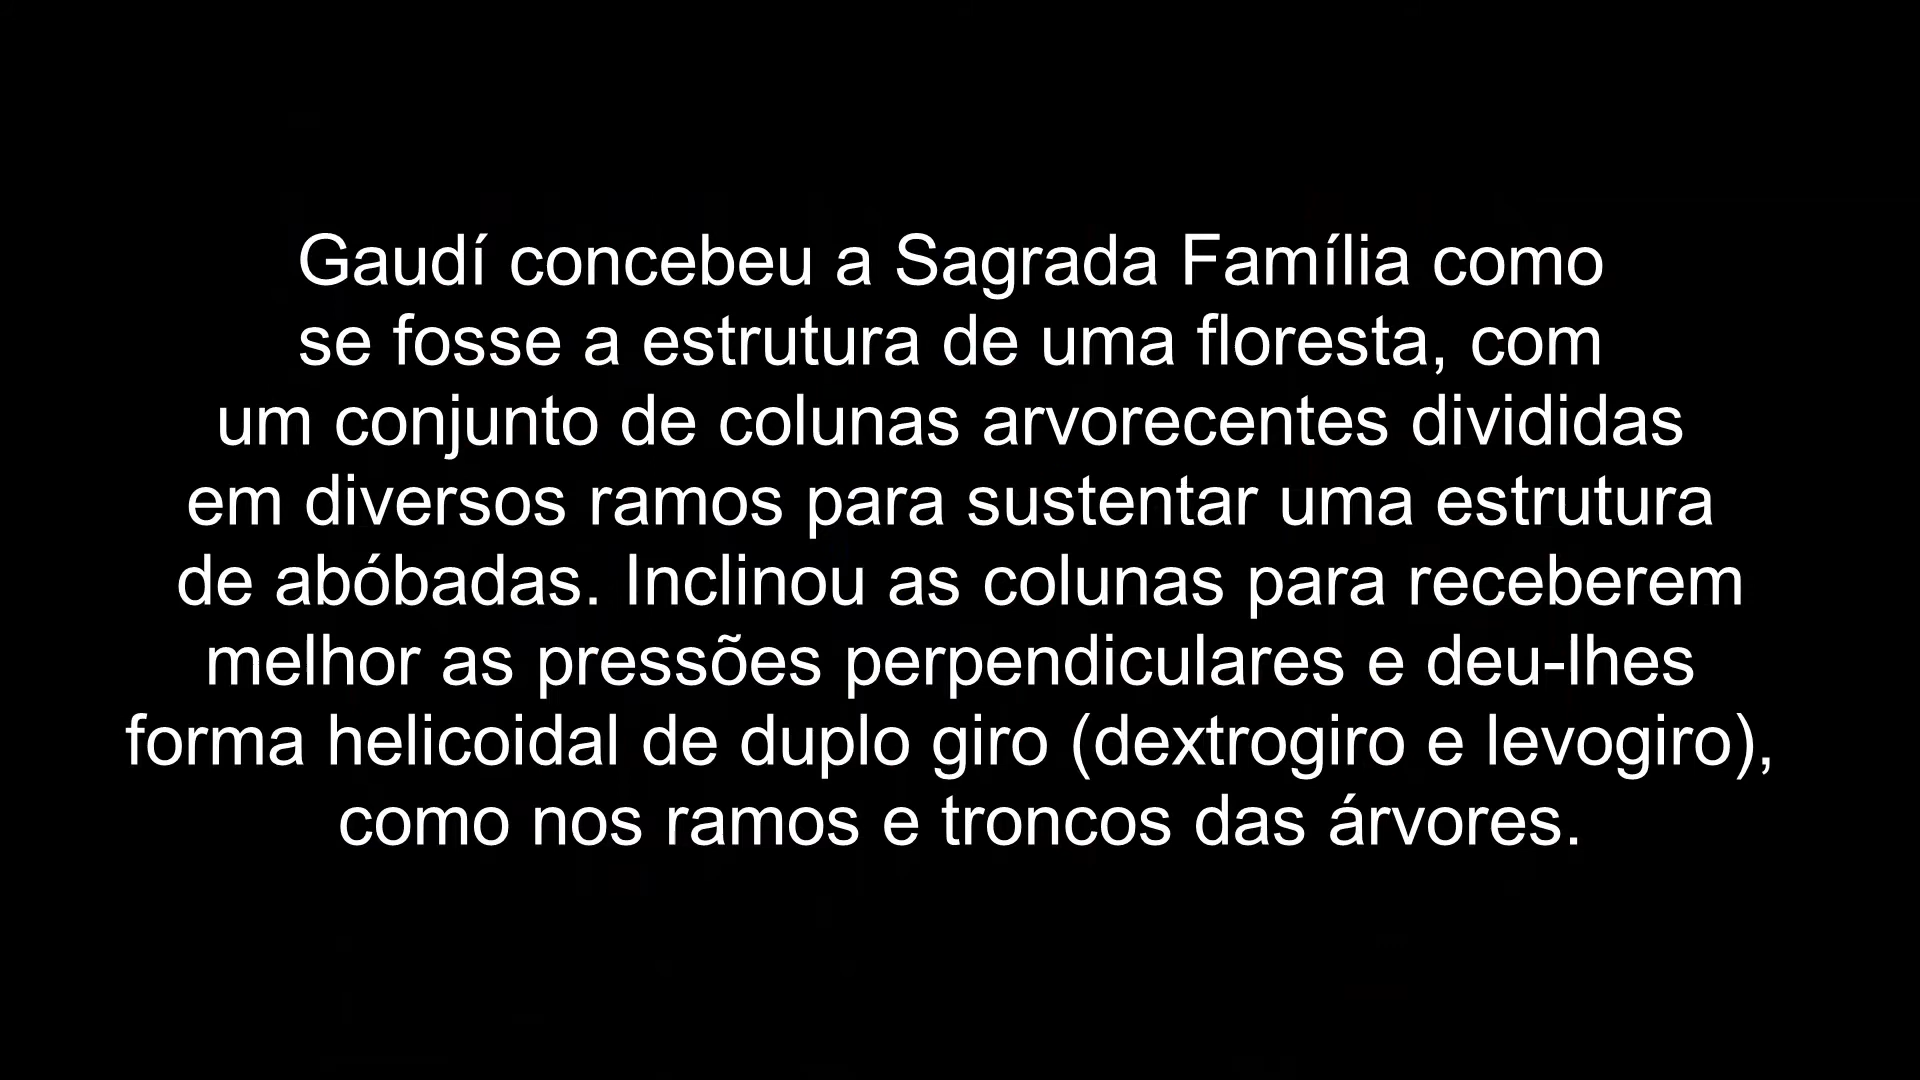 Gaudí concebeu a Sagrada Família como
se fosse a estrutura de uma floresta, com
um conjunto de colunas arvorecentes divididas
em diversos ramos para sustentar uma estrutura
de abóbadas. Inclinou as colunas para receberem
melhor as pressões perpendiculares e deu-lhes
forma helicoidal de duplo giro (dextrogiro e levogiro),
como nos ramos e troncos das árvores.